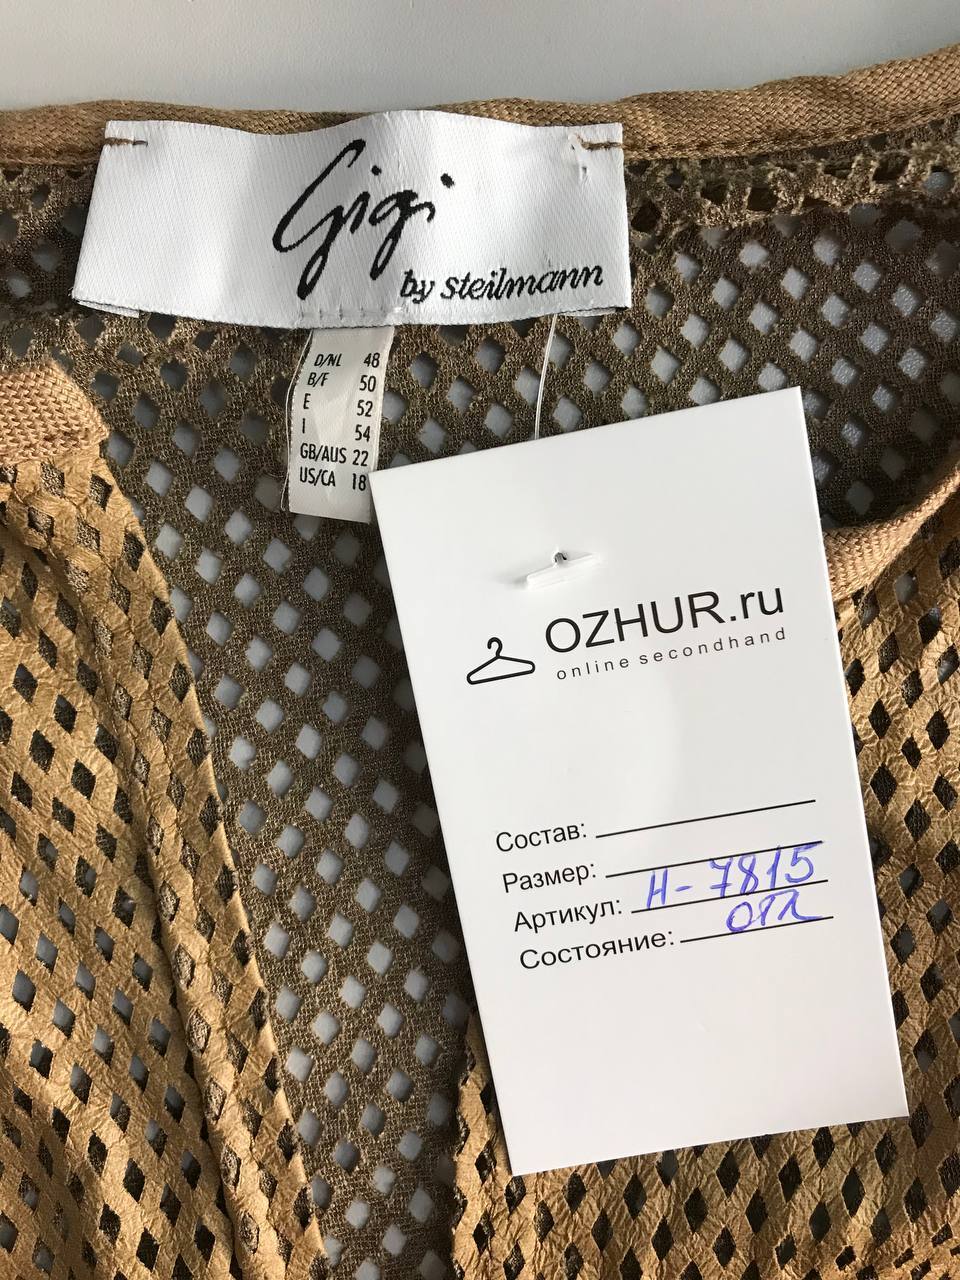 Gigi
by steilmann
D/NL 48
B/F 50
E 52
I 54
GB/AUS 22
US/CA 18
OZHUR.ru
online secondhand
Состав:
Размер:
Артикул: Н-7815
Состояние: отл